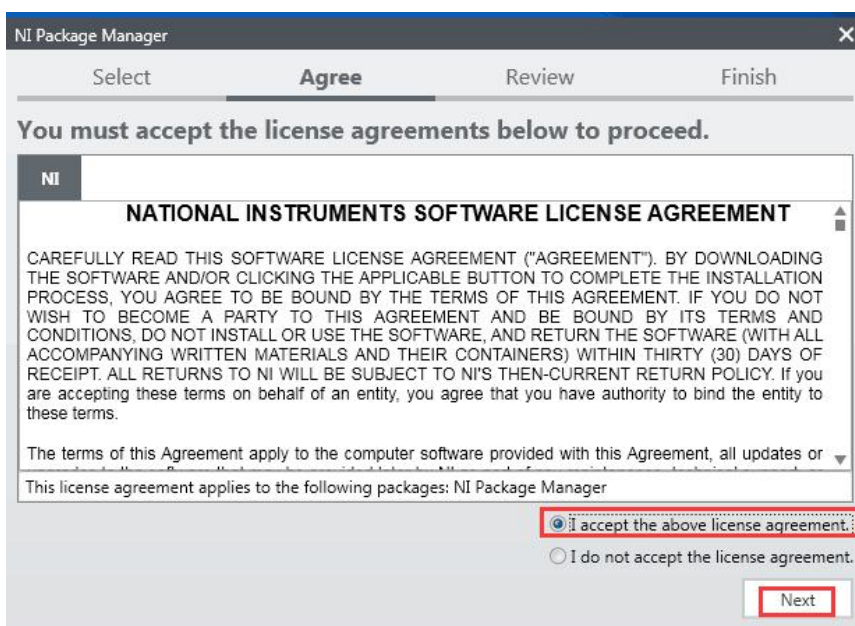 NI Package Manager
Select Agree Review Finish
You must accept the license agreements below to proceed.
NI
NATIONAL INSTRUMENTS SOFTWARE LICENSE AGREEMENT
CAREFULLY READ THIS SOFTWARE LICENSE AGREEMENT ("AGREEMENT"). BY DOWNLOADING
THE SOFTWARE AND/OR CLICKING THE APPLICABLE BUTTON TO COMPLETE THE INSTALLATION
PROCESS, YOU AGREE TO BE BOUND BY THE TERMS OF THIS AGREEMENT. IF YOU DO NOT
WISH TO BECOME A PARTY TO THIS AGREEMENT AND BE BOUND BY ITS TERMS AND
CONDITIONS, DO NOT INSTALL OR USE THE SOFTWARE, AND RETURN THE SOFTWARE (WITH ALL
ACCOMPANYING WRITTEN MATERIALS AND THEIR CONTAINERS) WITHIN THIRTY (30) DAYS OF
RECEIPT. ALL RETURNS TO NI WILL BE SUBJECT TO NI'S THEN-CURRENT RETURN POLICY. If you
are accepting these terms on behalf of an entity, you agree that you have authority to bind the entity to
these terms.
The terms of this Agreement apply to the computer software provided with this Agreement, all updates or
This license agreement applies to the following packages: NI Package Manager
I accept the above license agreement.
I do not accept the license agreement.
Next